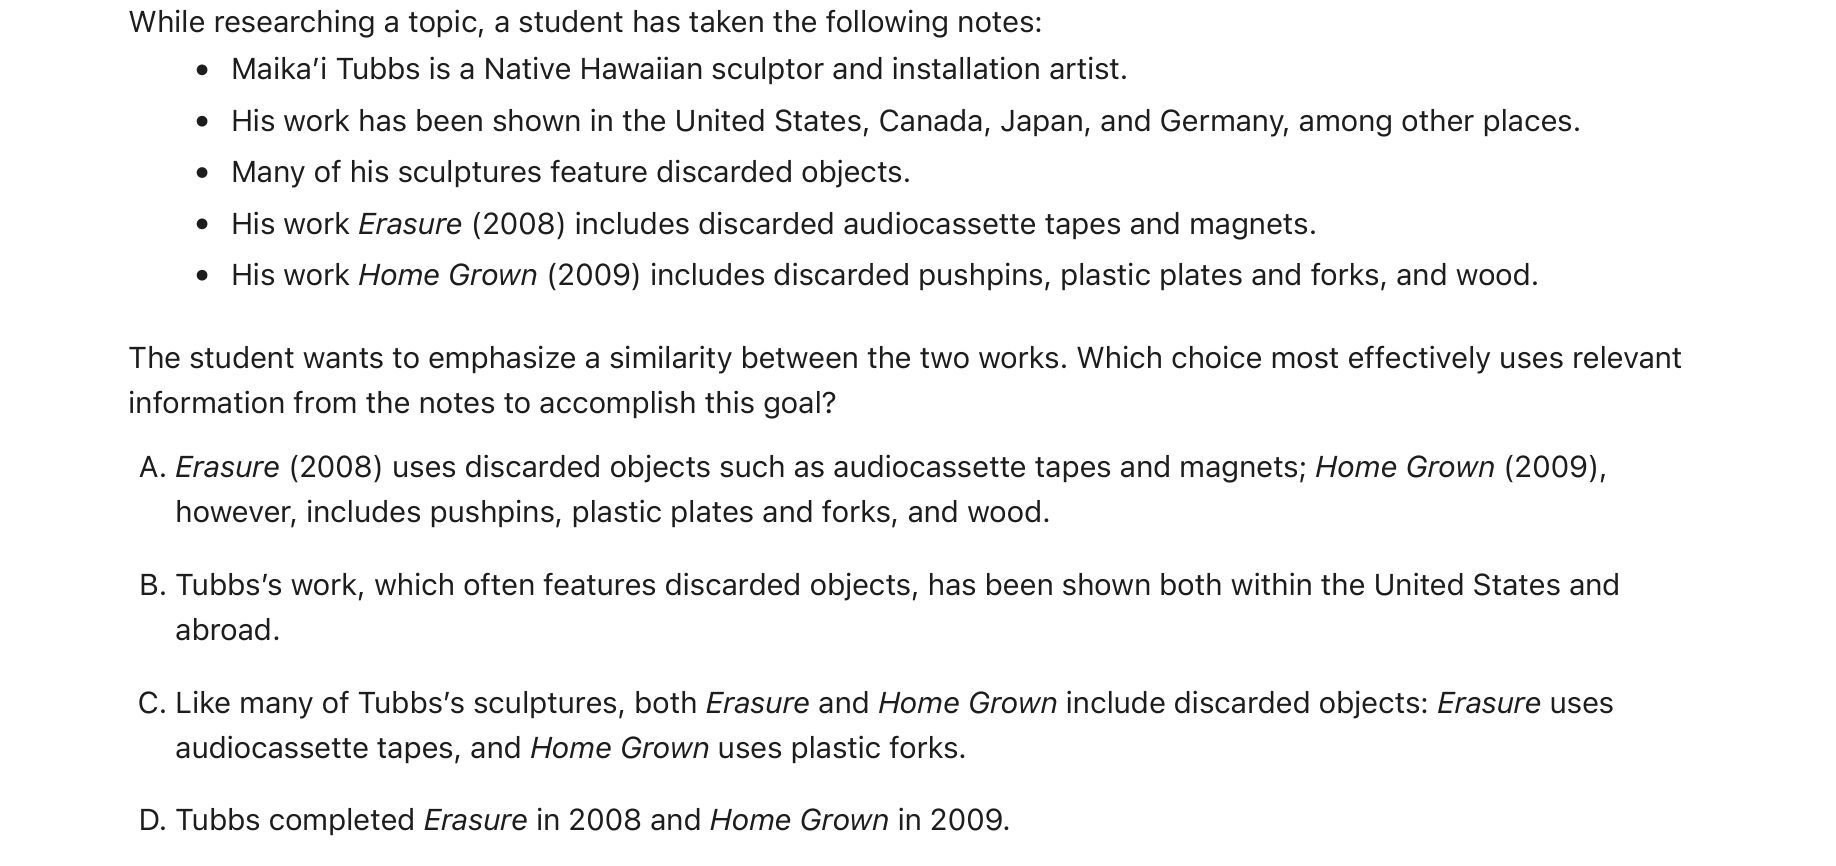 While researching a topic, a student has taken the following notes:
• Maika’i Tubbs is a Native Hawaiian sculptor and installation artist.
• His work has been shown in the United States, Canada, Japan, and Germany, among other places.
• Many of his sculptures feature discarded objects.
• His work Erasure (2008) includes discarded audiocassette tapes and magnets.
• His work Home Grown (2009) includes discarded pushpins, plastic plates and forks, and wood.
The student wants to emphasize a similarity between the two works. Which choice most effectively uses relevant
information from the notes to accomplish this goal?
A. Erasure (2008) uses discarded objects such as audiocassette tapes and magnets; Home Grown (2009),
however, includes pushpins, plastic plates and forks, and wood.
B. Tubbs’s work, which often features discarded objects, has been shown both within the United States and
abroad.
C. Like many of Tubbs’s sculptures, both Erasure and Home Grown include discarded objects: Erasure uses
audiocassette tapes, and Home Grown uses plastic forks.
D. Tubbs completed Erasure in 2008 and Home Grown in 2009.